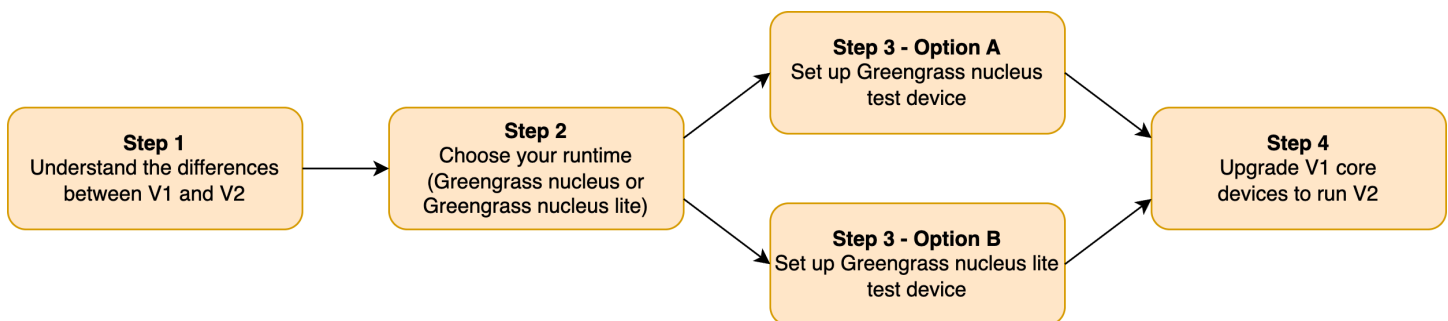 Step 1
Understand the differences
between V1 and V2
Step 2
Choose your runtime
(Greengrass nucleus or
Greengrass nucleus lite)
Step 3 - Option A
Set up Greengrass nucleus
test device
Step 3 - Option B
Set up Greengrass nucleus lite
test device
Step 4
Upgrade V1 core
devices to run V2